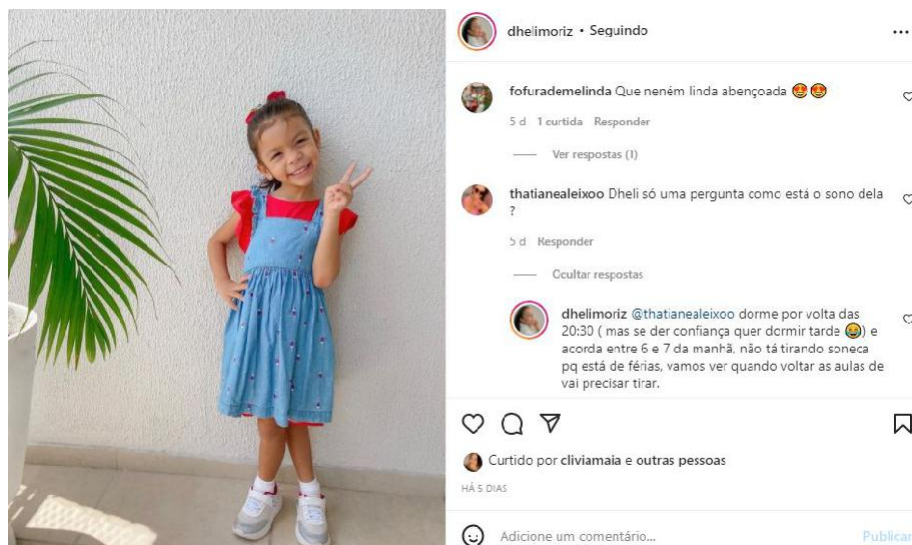 dhelimoriz • Seguindo
fofurademelinda Que neném linda abençoada 😍😍
5 d 1 curtida Responder
Ver respostas (1)
thatianealeixoo Dheli só uma pergunta como está o sono dela
?
5 d Responder
Ocultar respostas
dhelimoriz @thatianealeixoo dorme por volta das
20:30 ( mas se der confiança quer dormir tarde 😂) e
acorda entre 6 e 7 da manhã, não tá tirando soneca
pq está de férias, vamos ver quando voltar as aulas de
vai precisar tirar.
Curtido por cliviamaia e outras pessoas
HÁ 5 DIAS
Adicione um comentário...
Publicar